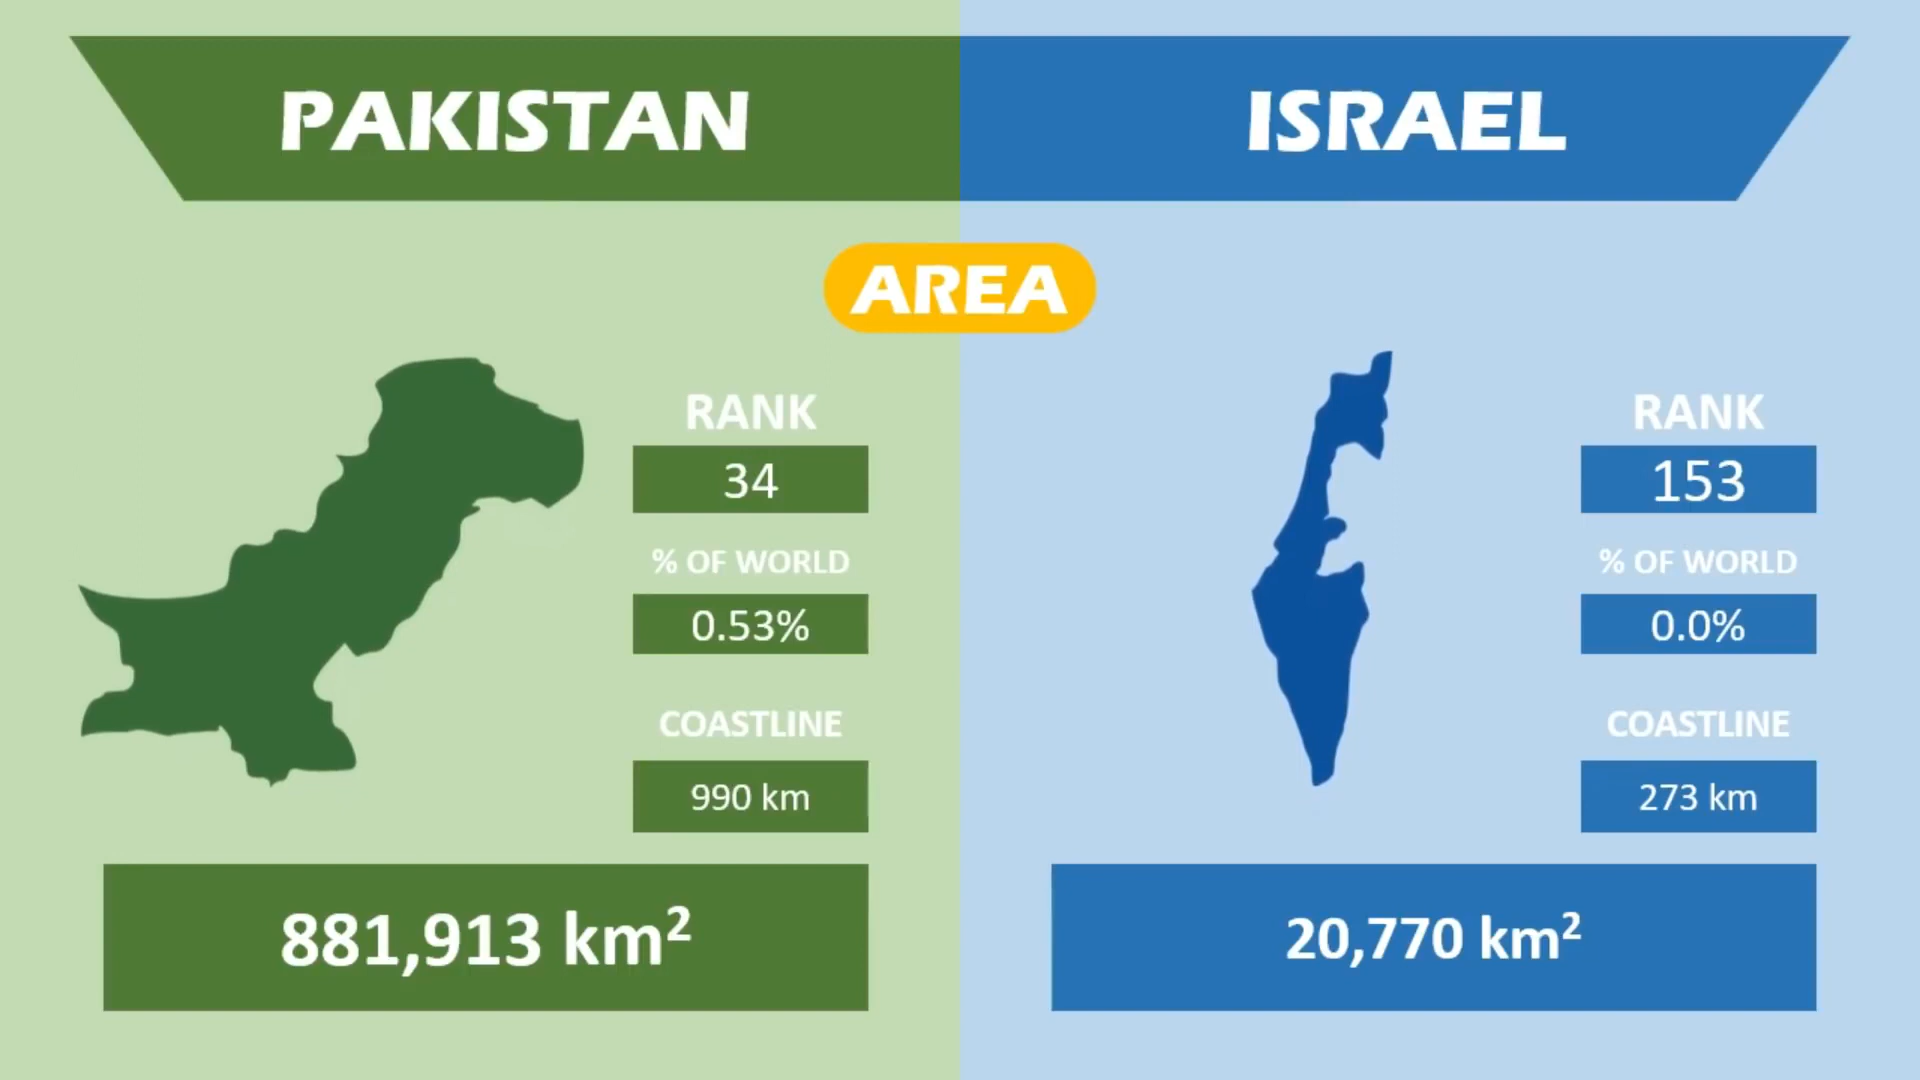 PAKISTAN
ISRAEL
AREA
RANK
34
% OF WORLD
0.53%
COASTLINE
990 km
881,913 km²
RANK
153
% OF WORLD
0.0%
COASTLINE
273 km
20,770 km²